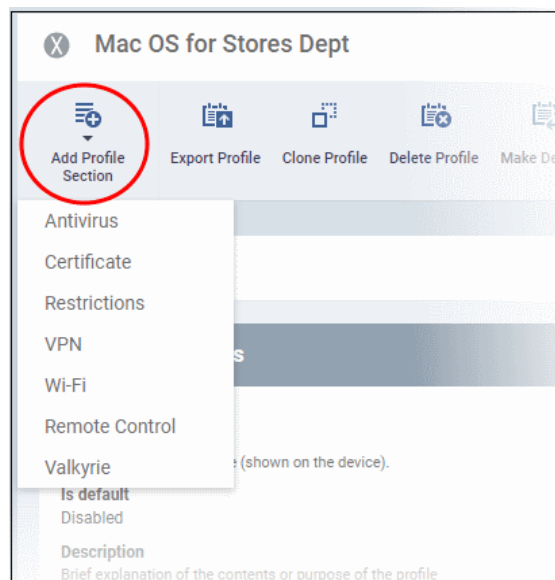 Mac OS for Stores Dept
Add Profile Section
Export Profile
Clone Profile
Delete Profile
Make De
Antivirus
Certificate
Restrictions
VPN
s
Wi-Fi
Remote Control
Valkyrie
(shown on the device).
Is default
Disabled
Description
Brief explanation of the contents or purpose of the profile